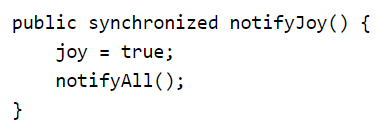 public synchronized notifyJoy() {
    joy = true;
    notifyAll();
}